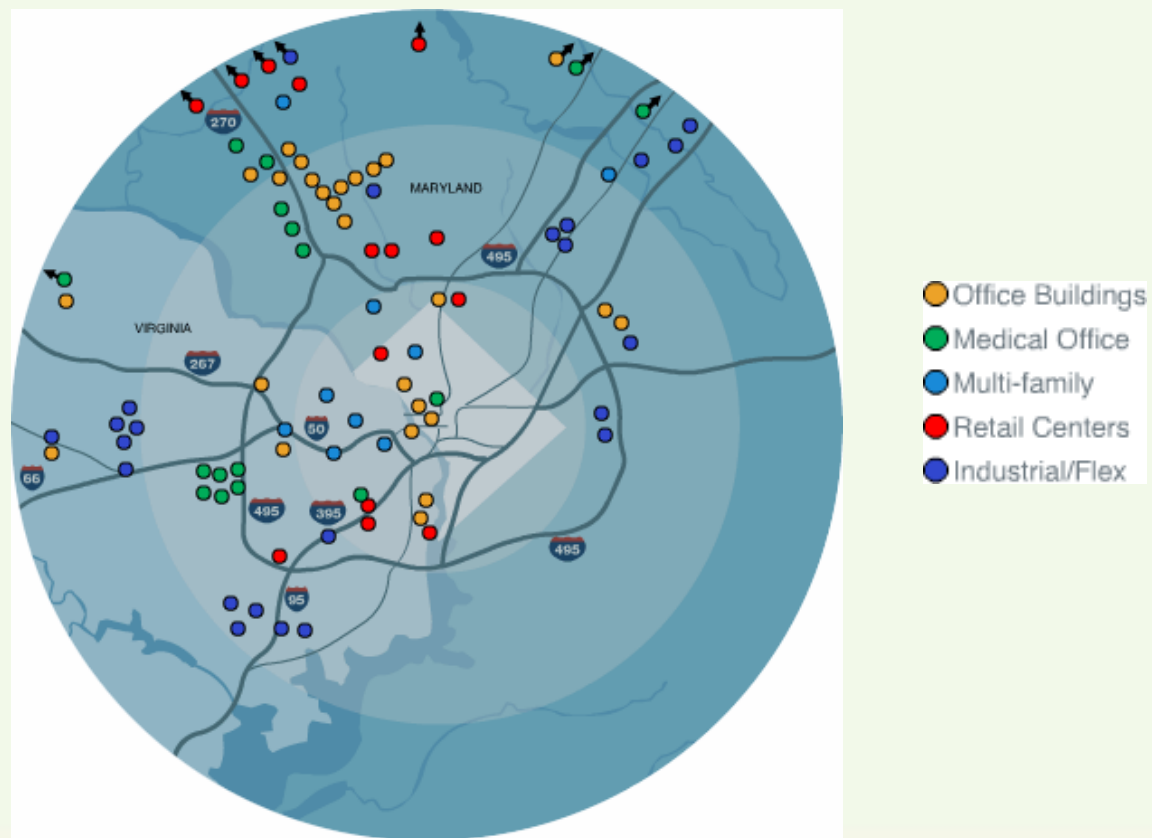 270
MARYLAND
495
VIRGINIA
267
50
66
495
395
495
95
Office Buildings
Medical Office
Multi-family
Retail Centers
Industrial/Flex